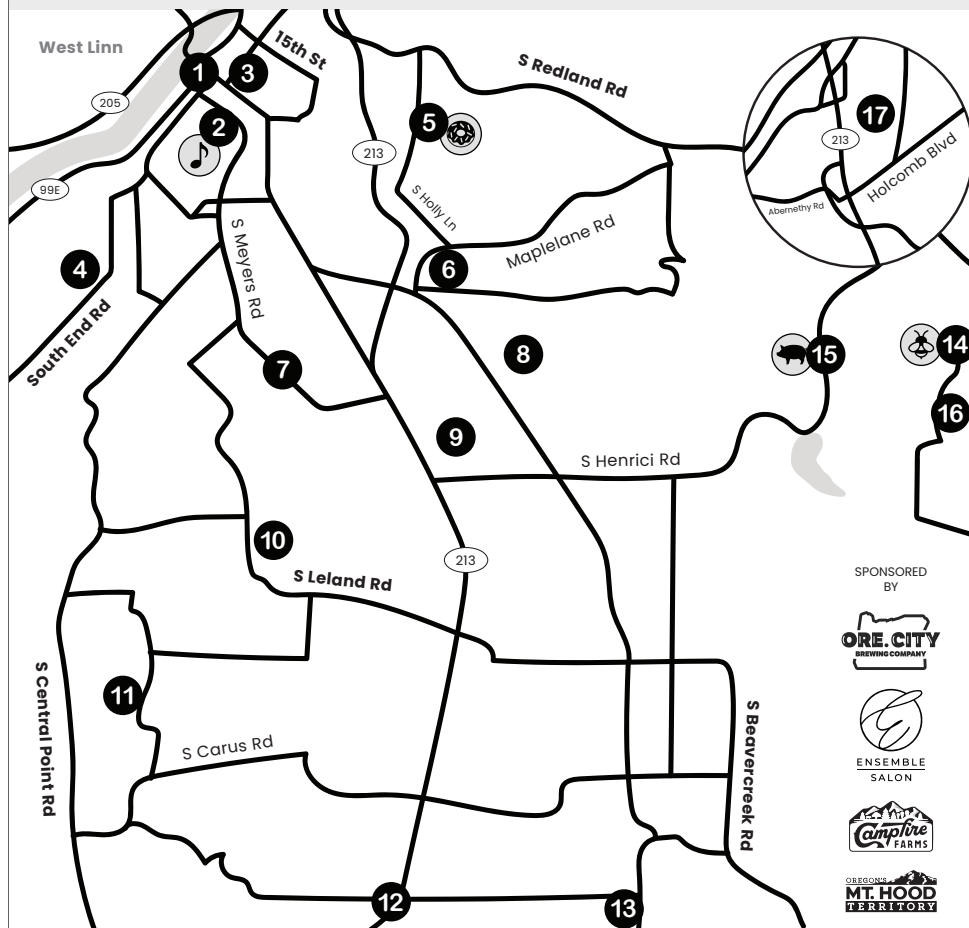 West Linn
15th St
S Redland Rd
1
3
205
2
5
17
213
213
Holcomb Blvd
99E
S Holly Ln
Abernethy Rd
S Meyers Rd
Maplelane Rd
4
6
South End Rd
7
8
15
14
16
9
S Henrici Rd
10
213
S Leland Rd
SPONSORED
BY
ORE.CITY
BREWING COMPANY
S Central Point Rd
11
S Beavercreek Rd
S Carus Rd
ENSEMBLE
SALON
Campfire
FARMS
OREGON'S
MT. HOOD
TERRITORY
12
13